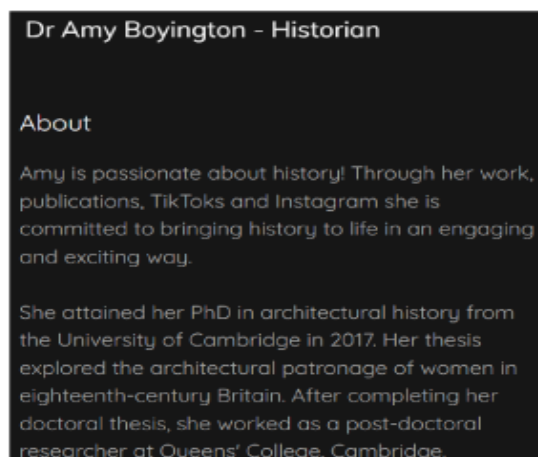 Dr Amy Boyington - Historian
About
Amy is passionate about history! Through her work,
publications, TikToks and Instagram she is
committed to bringing history to life in an engaging
and exciting way.
She attained her PhD in architectural history from
the University of Cambridge in 2017. Her thesis
explored the architectural patronage of women in
eighteenth-century Britain. After completing her
doctoral thesis, she worked as a post-doctoral
researcher at Queens' College, Cambridge.